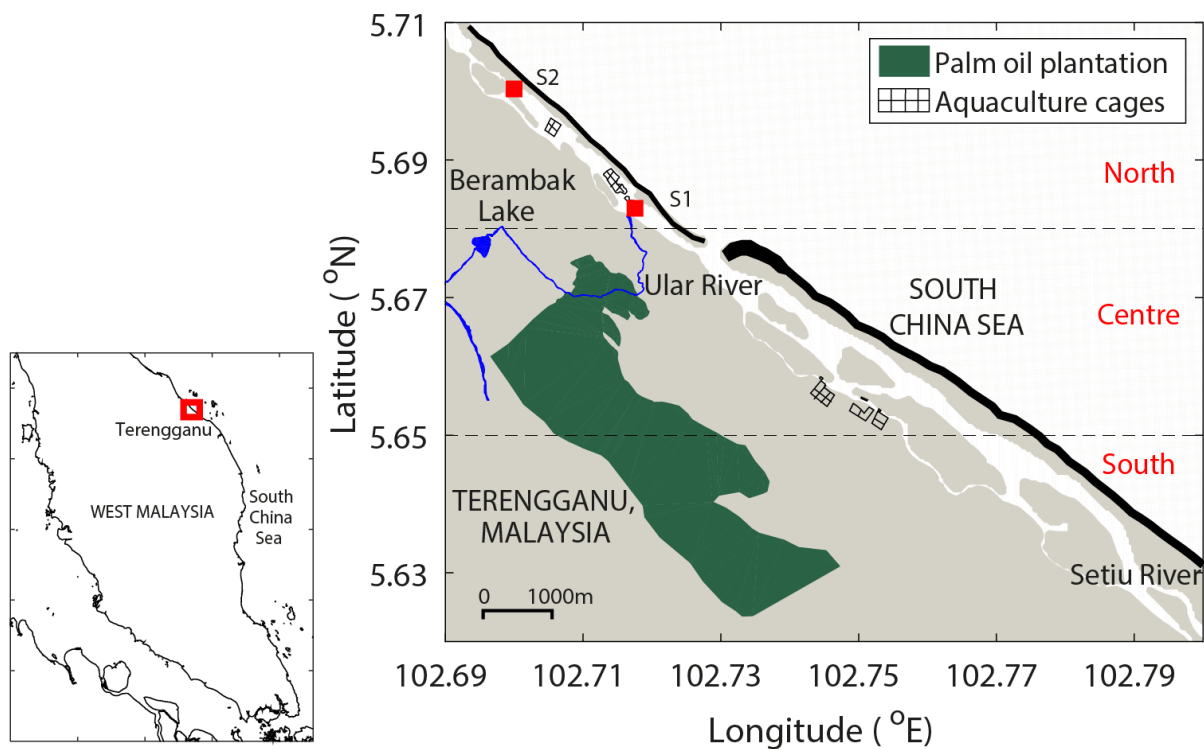 Terengganu
WEST MALAYSIA
South
China
Sea
5.71
5.69
5.67
5.65
5.63
Latitude ( °N)
S2
S1
Palm oil plantation
Aquaculture cages
North
Berambak
Lake
Ular River
SOUTH
CHINA SEA
Centre
South
TERENGGANU,
MALAYSIA
Setiu River
0 1000m
102.69 102.71 102.73 102.75 102.77 102.79
Longitude ( °E)